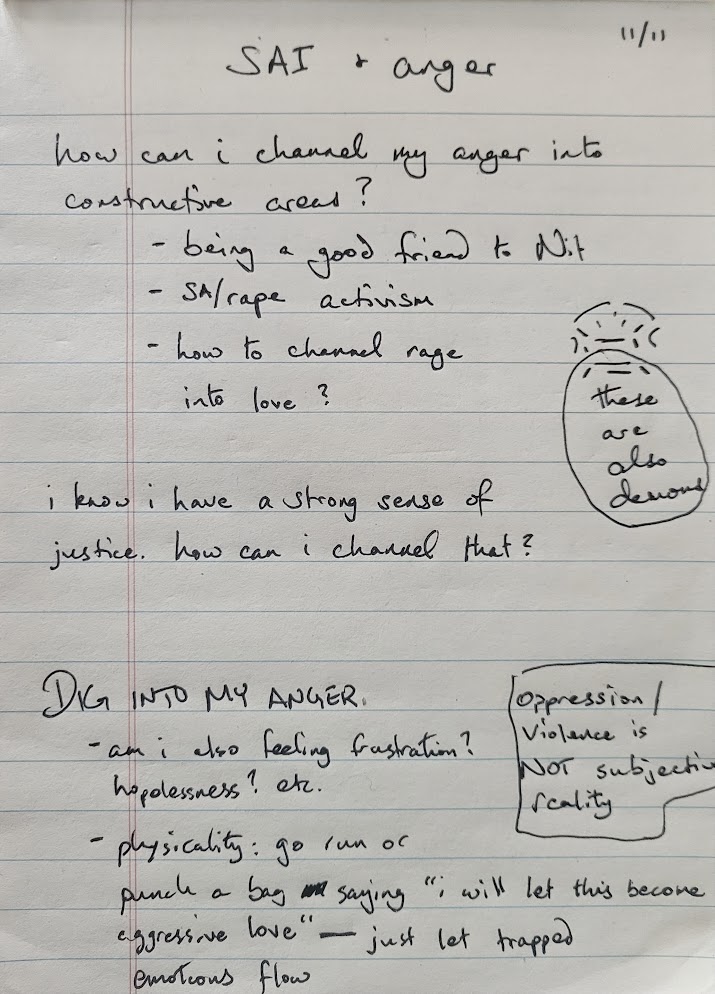 11/11
SAI + anger
how can i channel my anger into
constructive areas?
- being a good friend to Nit
- SA/rape activism
- how to channel rage
into love?
these
are
also
demons
i know i have a strong sense of
justice. how can i channel that?
DIG INTO MY ANGER.
- am i also feeling frustration?
hopelessness? etc.
Oppression/
Violence is
NOT subjective
reality
- physicality: go run or
punch a bag saying "i will let this become
aggressive love" — just let trapped
emotions flow